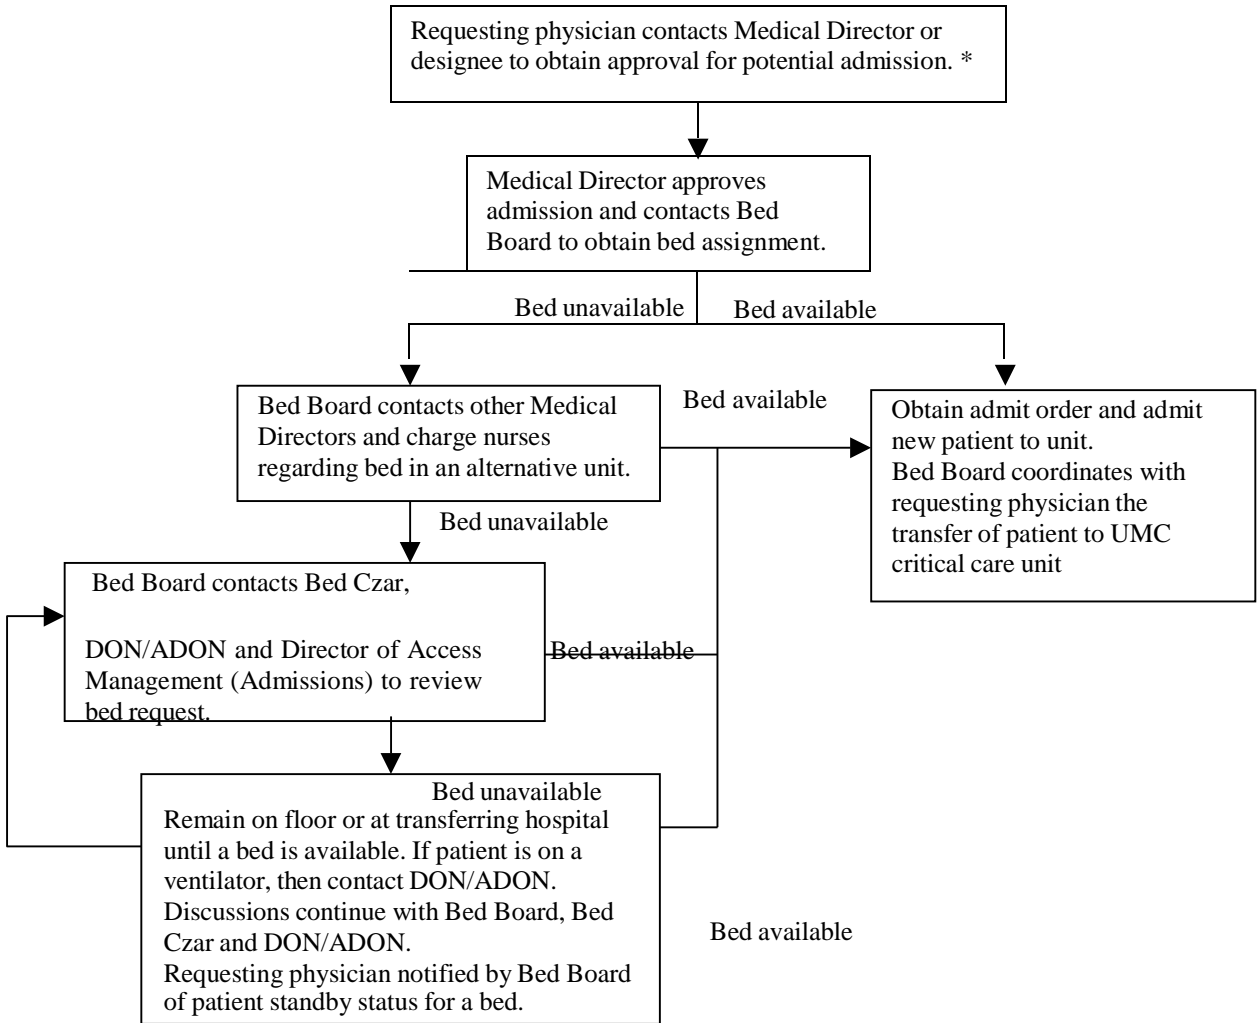 Requesting physician contacts Medical Director or
designee to obtain approval for potential admission. *
Medical Director approves
admission and contacts Bed
Board to obtain bed assignment.
Bed unavailable
Bed available
Bed Board contacts other Medical
Directors and charge nurses
regarding bed in an alternative unit.
Bed available
Obtain admit order and admit
new patient to unit.
Bed Board coordinates with
requesting physician the
transfer of patient to UMC
critical care unit
Bed unavailable
Bed Board contacts Bed Czar,
DON/ADON and Director of Access
Management (Admissions) to review
bed request.
Bed available
Bed unavailable
Remain on floor or at transferring hospital
until a bed is available. If patient is on a
ventilator, then contact DON/ADON.
Discussions continue with Bed Board, Bed
Czar and DON/ADON.
Requesting physician notified by Bed Board
of patient standby status for a bed.
Bed available